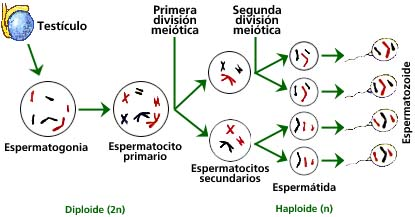 Testículo
Primera
división
meiótica
Segunda
división
meiótica
Espermatogonia
Espermatocito
primario
Espermatocitos
secundarios
Espermátida
Espermatozoide
Diploide (2n)
Haploide (n)